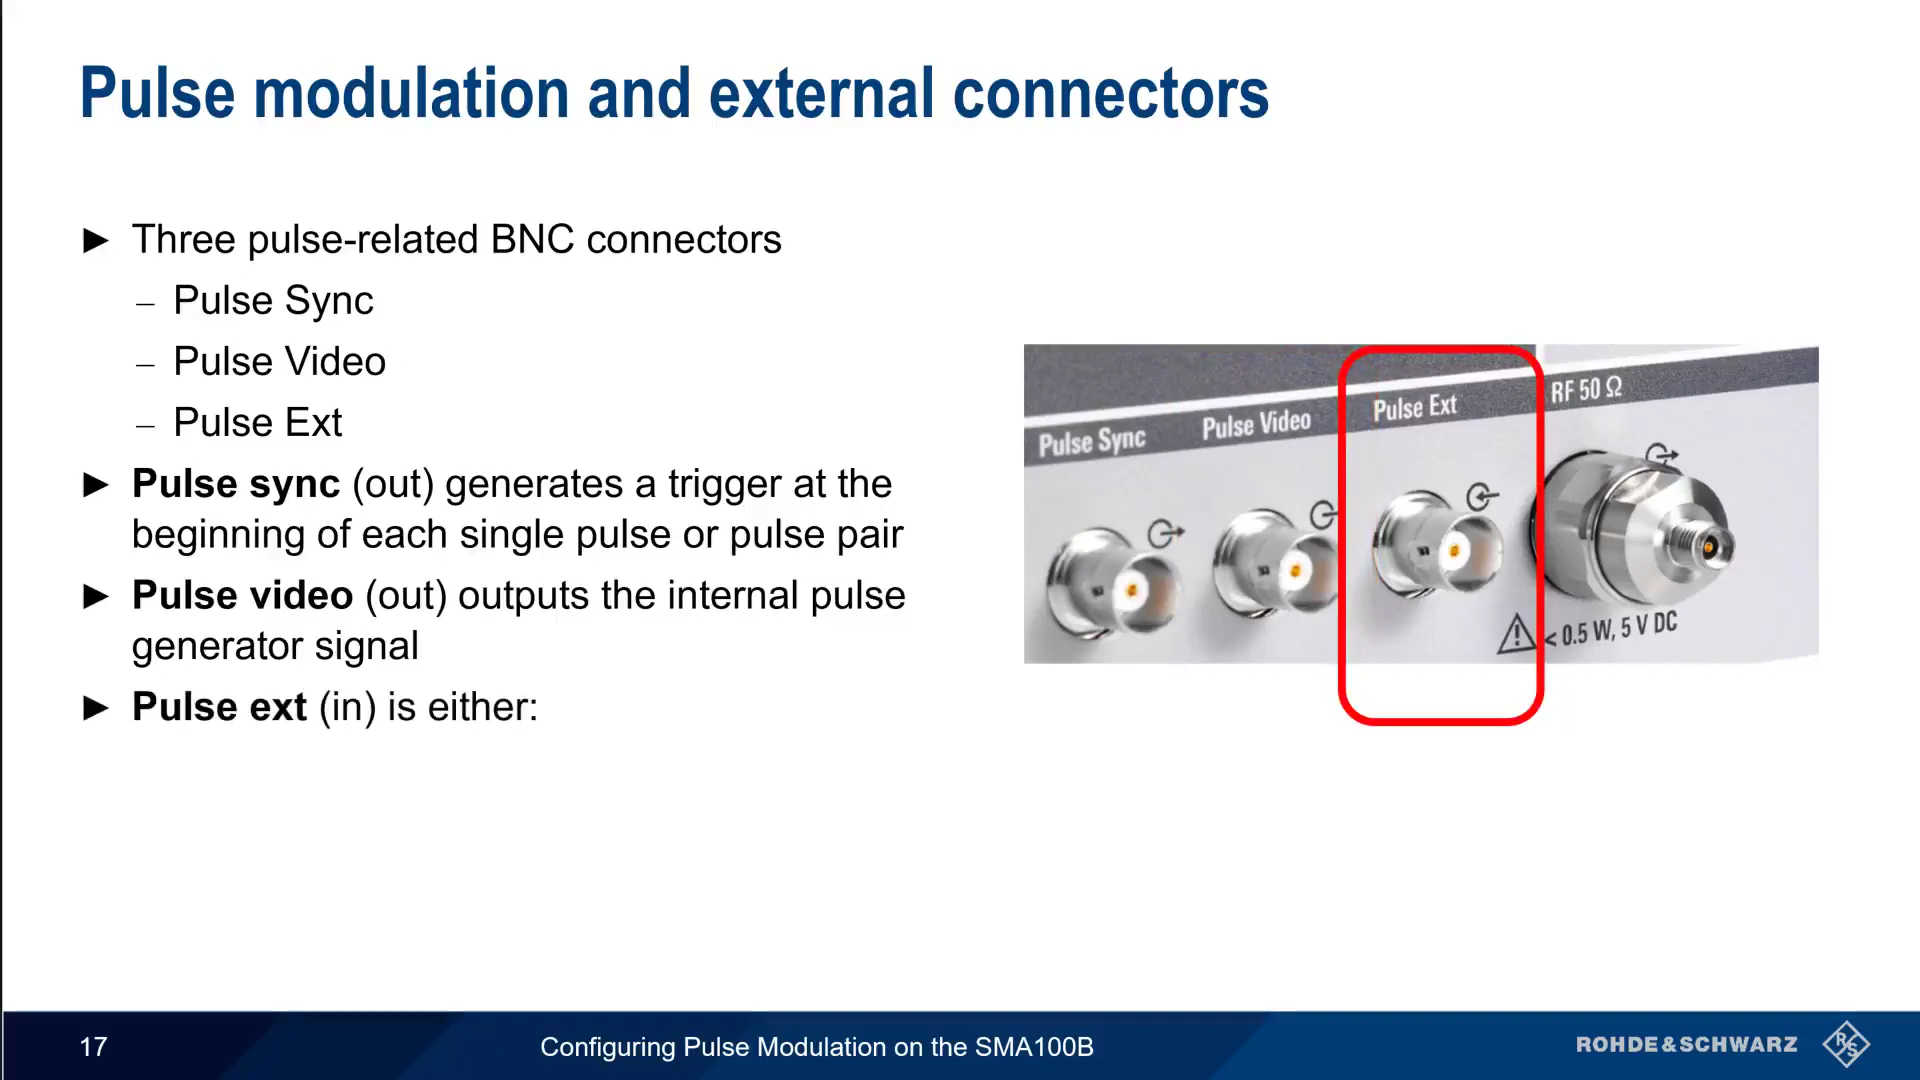 Pulse modulation and external connectors
► Three pulse-related BNC connectors
– Pulse Sync
– Pulse Video
– Pulse Ext
► Pulse sync (out) generates a trigger at the
beginning of each single pulse or pulse pair
► Pulse video (out) outputs the internal pulse
generator signal
► Pulse ext (in) is either:
Pulse Sync
Pulse Video
Pulse Ext
RF 50 Ω
< 0.5 W, 5 V DC
17
Configuring Pulse Modulation on the SMA100B
ROHDE&SCHWARZ
R&S